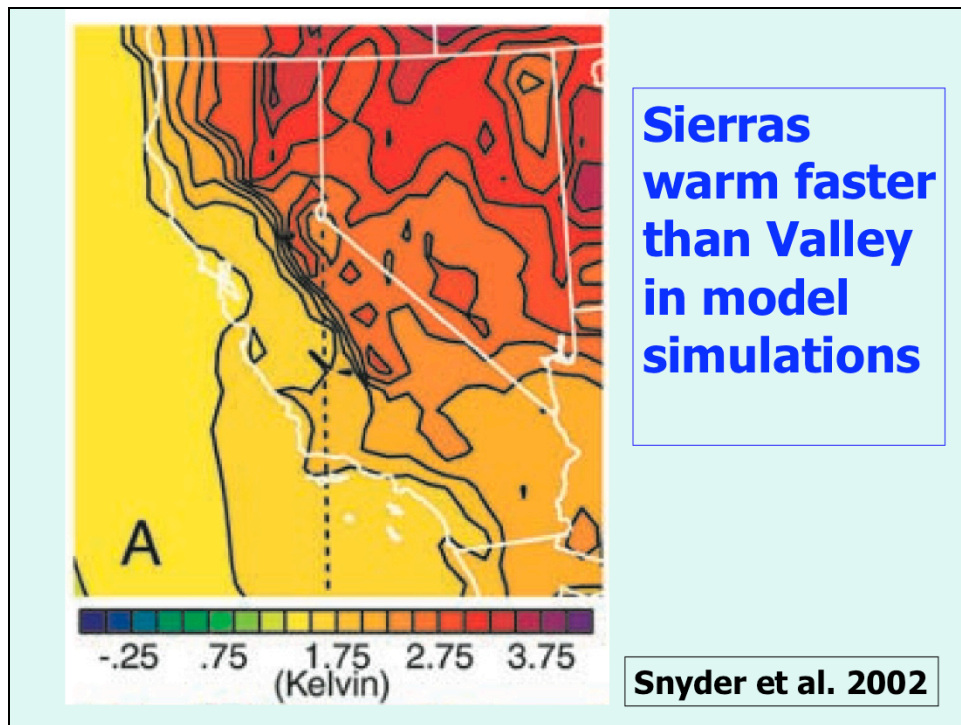 Sierras
warm faster
than Valley
in model
simulations
A
-.25 .75 1.75 2.75 3.75
(Kelvin)
Snyder et al. 2002